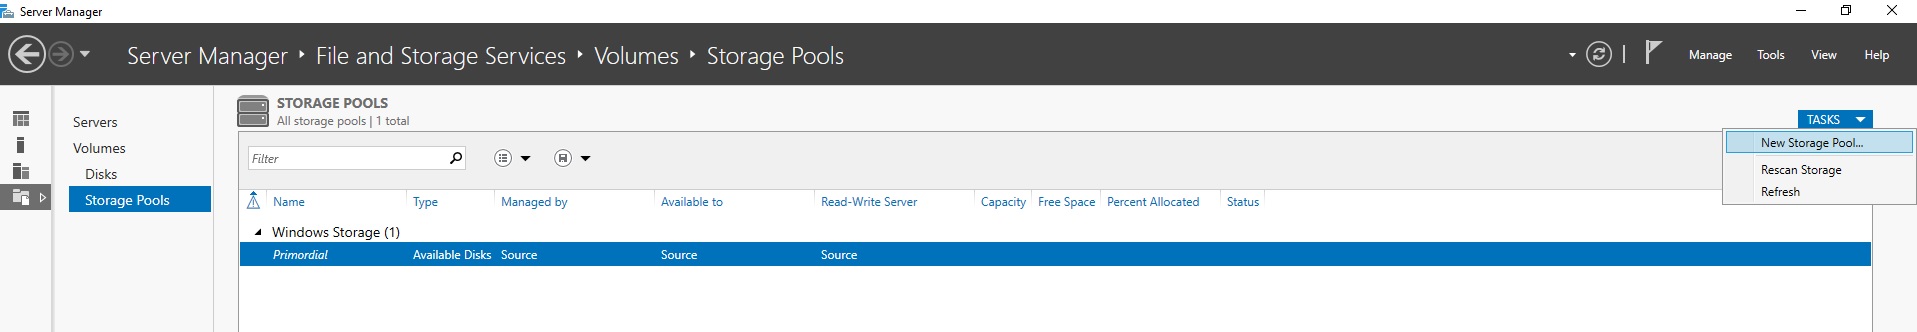 Server Manager
Server Manager ‣ File and Storage Services ‣ Volumes ‣ Storage Pools
Manage Tools View Help
Servers
Volumes
Disks
Storage Pools
STORAGE POOLS
All storage pools | 1 total
TASKS
New Storage Pool...
Rescan Storage
Refresh
Filter
Name Type Managed by Available to Read-Write Server Capacity Free Space Percent Allocated Status
Windows Storage (1)
Primordial Available Disks Source Source Source